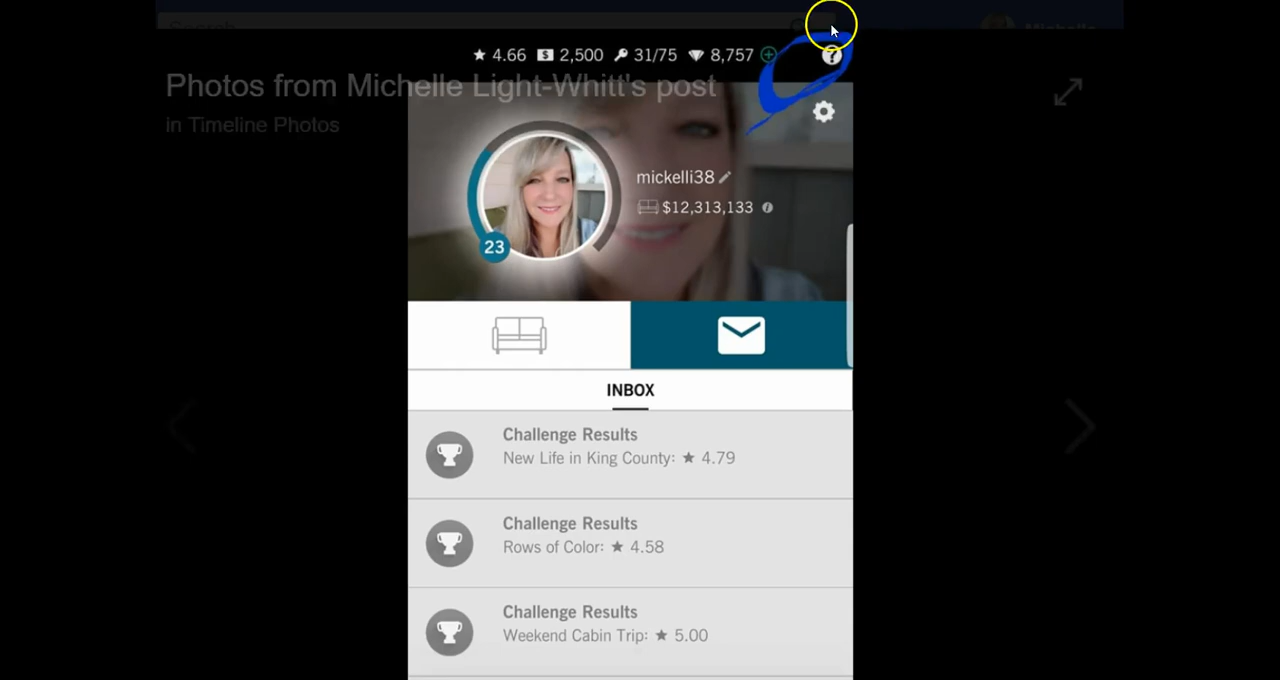 Search
Michelle
4.66 $ 2,500 31/75 8,757 + ?
Photos from Michelle Light-Whitt's post
in Timeline Photos
mickelli38
$12,313,133 i
23
INBOX
Challenge Results
New Life in King County: ★ 4.79
Challenge Results
Rows of Color: ★ 4.58
Challenge Results
Weekend Cabin Trip: ★ 5.00